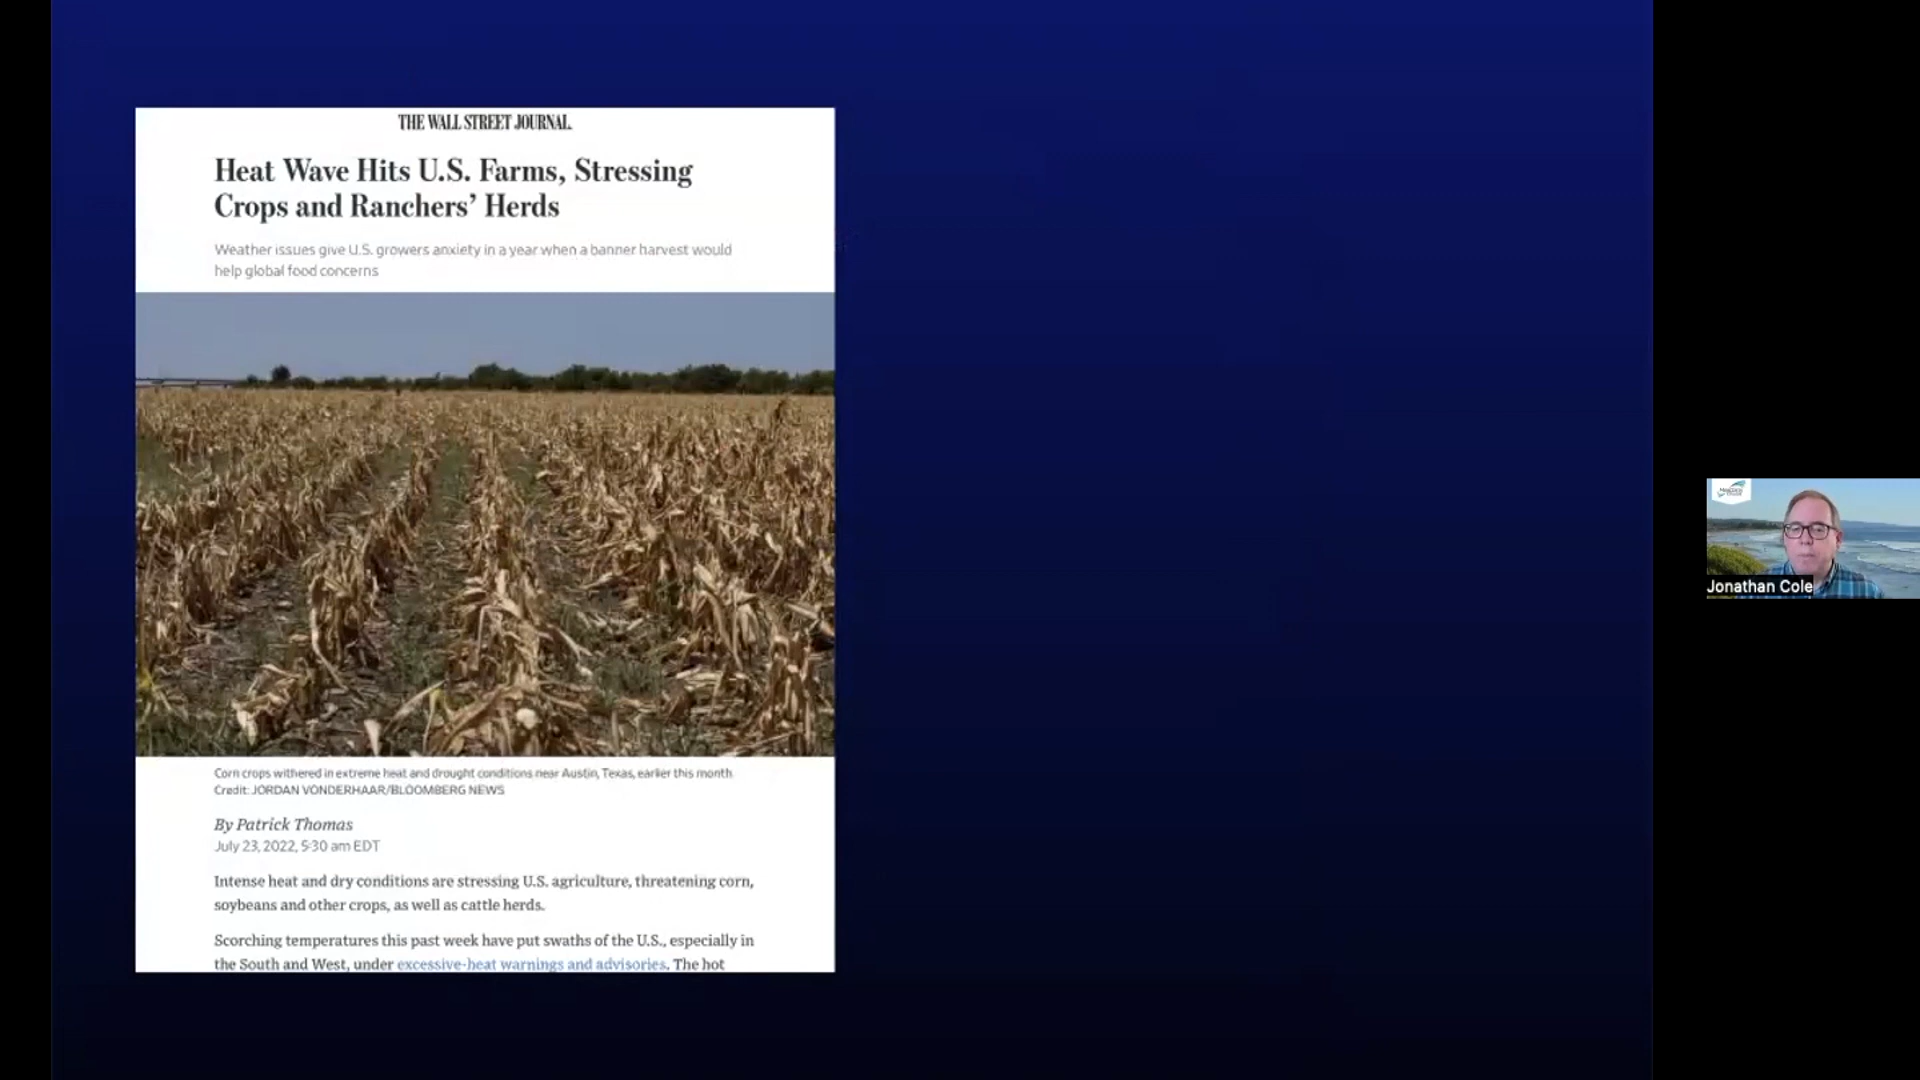 THE WALL STREET JOURNAL.
Heat Wave Hits U.S. Farms, Stressing
Crops and Ranchers’ Herds
Weather issues give U.S. growers anxiety in a year when a banner harvest would
help global food concerns
Corn crops withered in extreme heat and drought conditions near Austin, Texas, earlier this month.
Credit: JORDAN VONDERHAAR/BLOOMBERG NEWS
By Patrick Thomas
July 23, 2022, 5:30 am EDT
Intense heat and dry conditions are stressing U.S. agriculture, threatening corn,
soybeans and other crops, as well as cattle herds.
Scorching temperatures this past week have put swaths of the U.S., especially in
the South and West, under excessive-heat warnings and advisories. The hot
Jonathan Cole